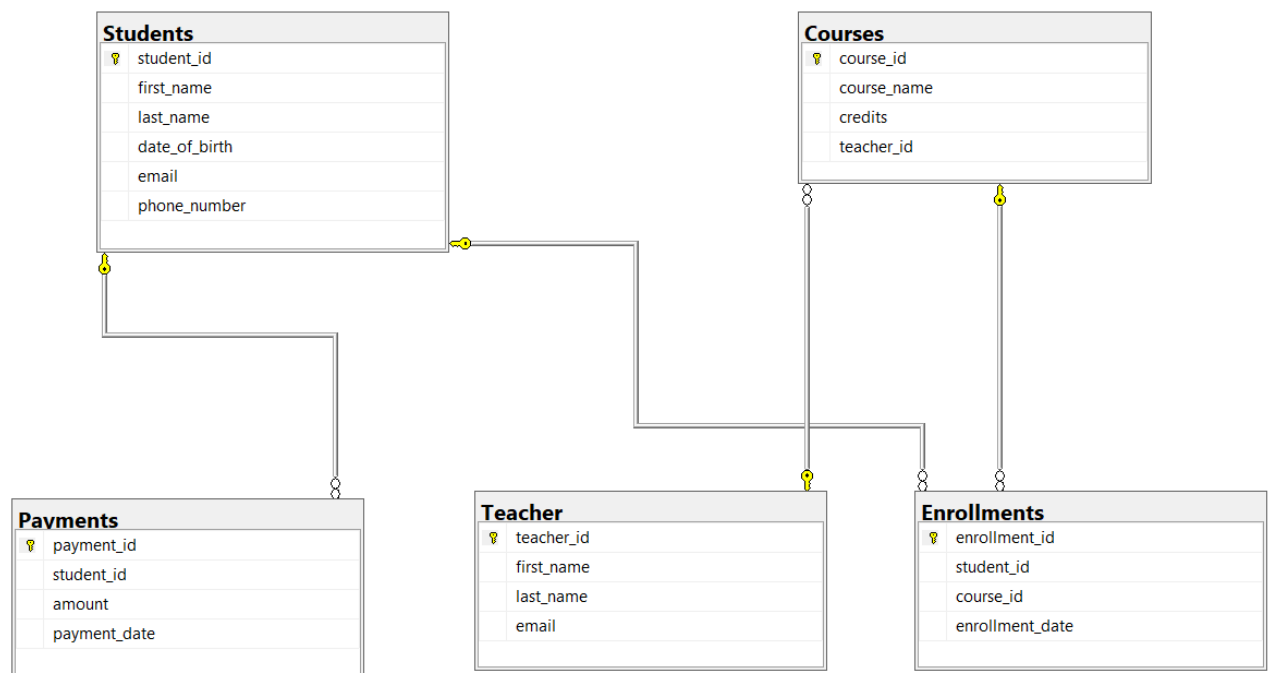 Students
student_id
first_name
last_name
date_of_birth
email
phone_number
Courses
course_id
course_name
credits
teacher_id
Payments
payment_id
student_id
amount
payment_date
Teacher
teacher_id
first_name
last_name
email
Enrollments
enrollment_id
student_id
course_id
enrollment_date